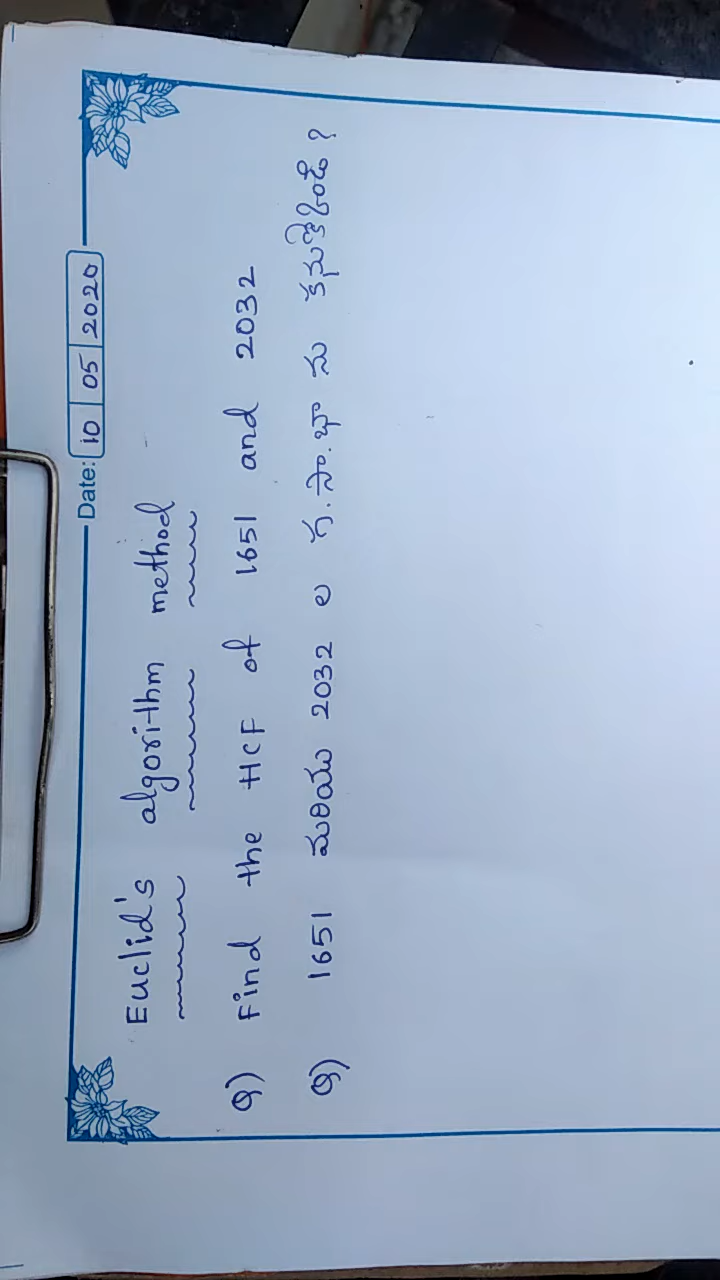 Date: 10 05 2020
Euclid's algorithm method
Q) Find the HCF of 1651 and 2032
Q) 1651 మరియు 2032 ల గ.సా.భా ను కనుక్కోండి?